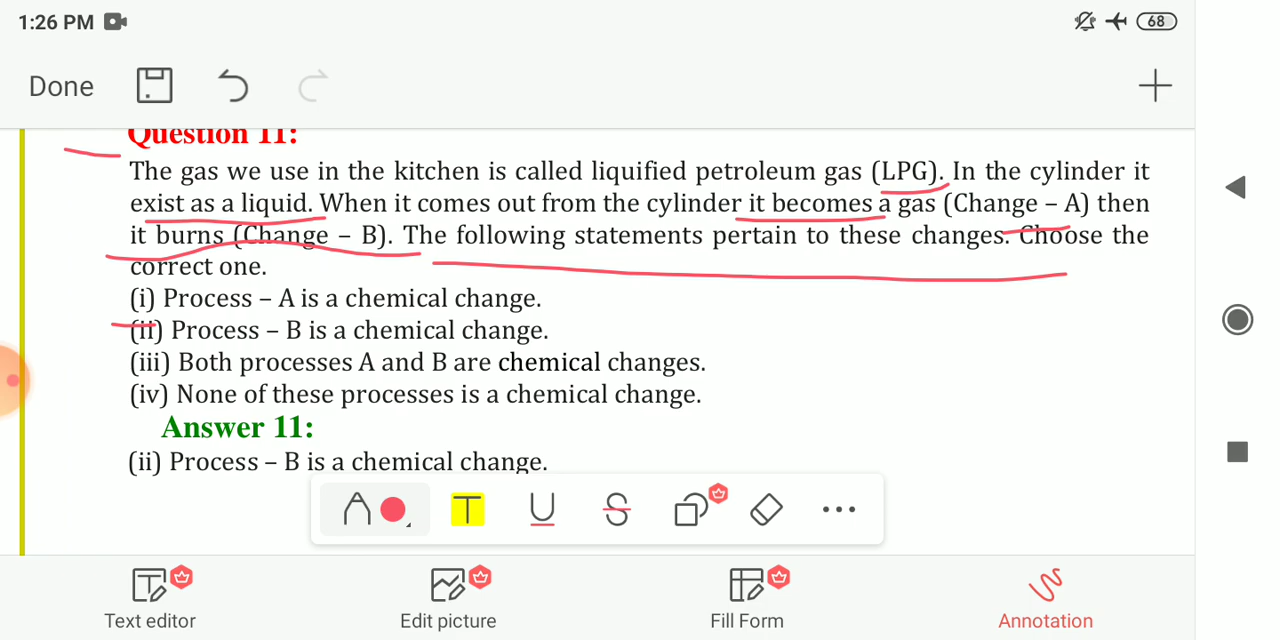 1:26 PM
68
Done
Question 11:
The gas we use in the kitchen is called liquified petroleum gas (LPG). In the cylinder it
exist as a liquid. When it comes out from the cylinder it becomes a gas (Change – A) then
it burns (Change – B). The following statements pertain to these changes. Choose the
correct one.
(i) Process – A is a chemical change.
(ii) Process – B is a chemical change.
(iii) Both processes A and B are chemical changes.
(iv) None of these processes is a chemical change.
Answer 11:
(ii) Process – B is a chemical change.
Text editor
Edit picture
Fill Form
Annotation